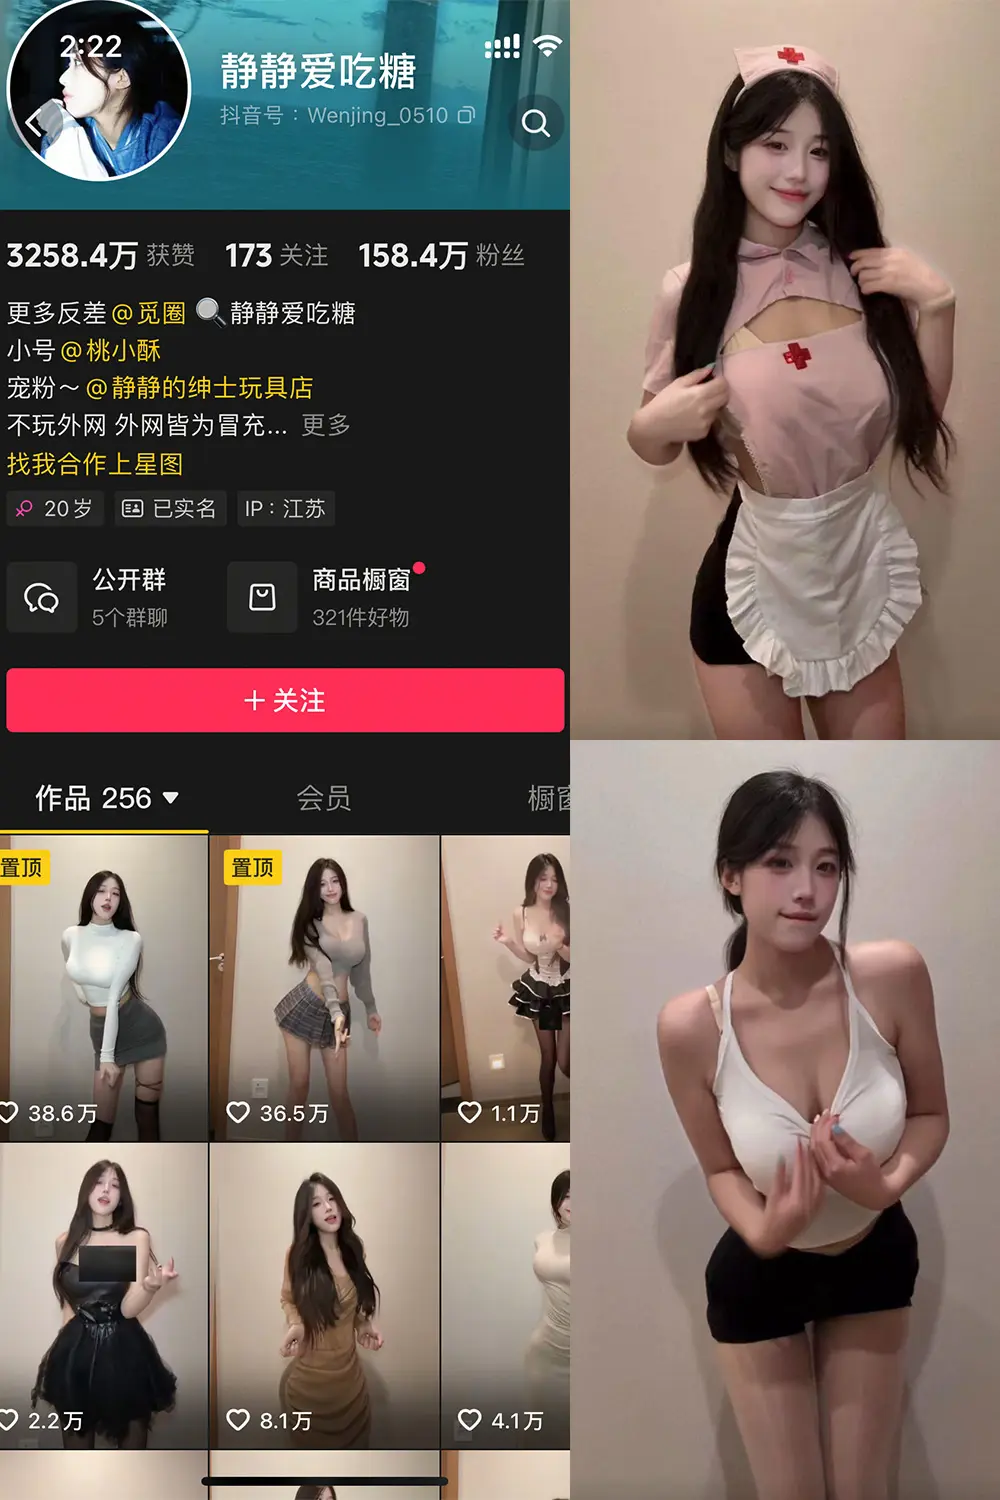 2:22
静静爱吃糖
抖音号：Wenjing_0510
3258.4万 获赞 173 关注 158.4万 粉丝
更多反差@觅圈 🔍静静爱吃糖
小号@桃小酥
宠粉～@静静的绅士玩具店
不玩外网 外网皆为冒充... 更多
找我合作上星图
20岁 已实名 IP：江苏
公开群 商品橱窗
5个群聊 321件好物
+ 关注
作品 256 会员 橱窗
置顶 置顶
38.6万 36.5万 1.1万
2.2万 8.1万 4.1万